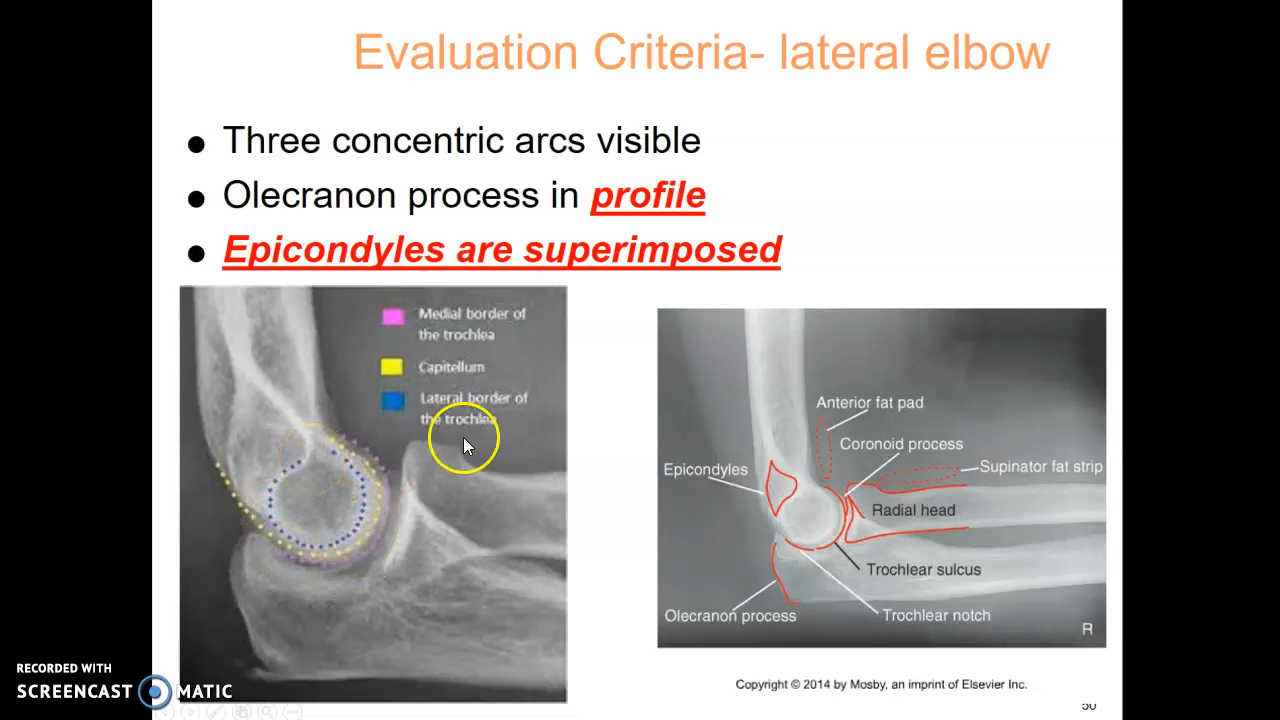 Evaluation Criteria- lateral elbow
● Three concentric arcs visible
● Olecranon process in profile
● Epicondyles are superimposed
Medial border of
the trochlea
Capitellum
Lateral border of
the trochlea
Anterior fat pad
Coronoid process
Epicondyles
Supinator fat strip
Radial head
Trochlear sulcus
Olecranon process
Trochlear notch
R
Copyright © 2014 by Mosby, an imprint of Elsevier Inc.
50
RECORDED WITH
SCREENCAST MATIC